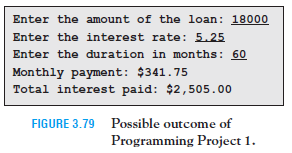 Enter the amount of the loan: 18000
Enter the interest rate: 5.25
Enter the duration in months: 60
Monthly payment: $341.75
Total interest paid: $2,505.00
FIGURE 3.79 Possible outcome of
Programming Project 1.